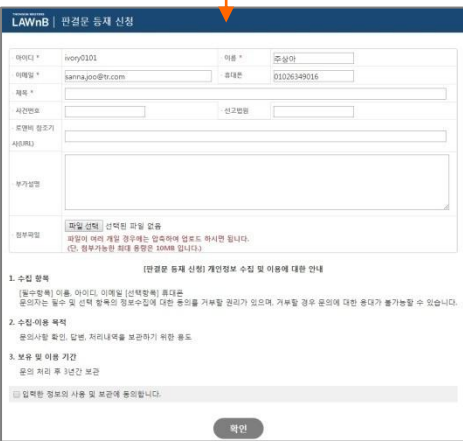 LAWnB | 판결문 등재 신청
아이디 * ivory0101 이름 * 주상아
이메일 * sanna.joo@tr.com 휴대폰 01026349016
제목 *
사건번호 선고법원
로앤비 참조기
사(URL)
부가설명
첨부파일 파일 선택 선택된 파일 없음
파일이 여러 개일 경우에는 압축하여 업로드 하시면 됩니다.
(단, 첨부가능한 최대 용량은 10MB 입니다.)
[판결문 등재 신청] 개인정보 수집 및 이용에 대한 안내
1. 수집 항목
[필수항목] 이름, 아이디, 이메일 [선택항목] 휴대폰
문의자는 필수 및 선택 항목의 정보수집에 대한 동의를 거부할 권리가 있으며, 거부할 경우 문의에 대한 응대가 불가능할 수 있습니다.
2. 수집·이용 목적
문의사항 확인, 답변, 처리내역을 보관하기 위한 용도
3. 보유 및 이용 기간
문의 처리 후 3년간 보관
입력한 정보의 사용 및 보관에 동의합니다.
확인